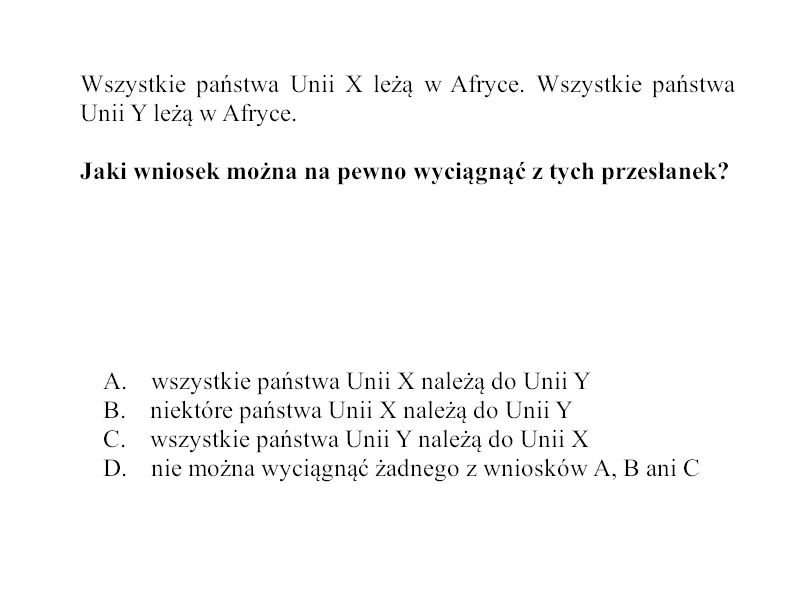 Wszystkie państwa Unii X leżą w Afryce. Wszystkie państwa
Unii Y leżą w Afryce.
Jaki wniosek można na pewno wyciągnąć z tych przesłanek?
A. wszystkie państwa Unii X należą do Unii Y
B. niektóre państwa Unii X należą do Unii Y
C. wszystkie państwa Unii Y należą do Unii X
D. nie można wyciągnąć żadnego z wniosków A, B ani C